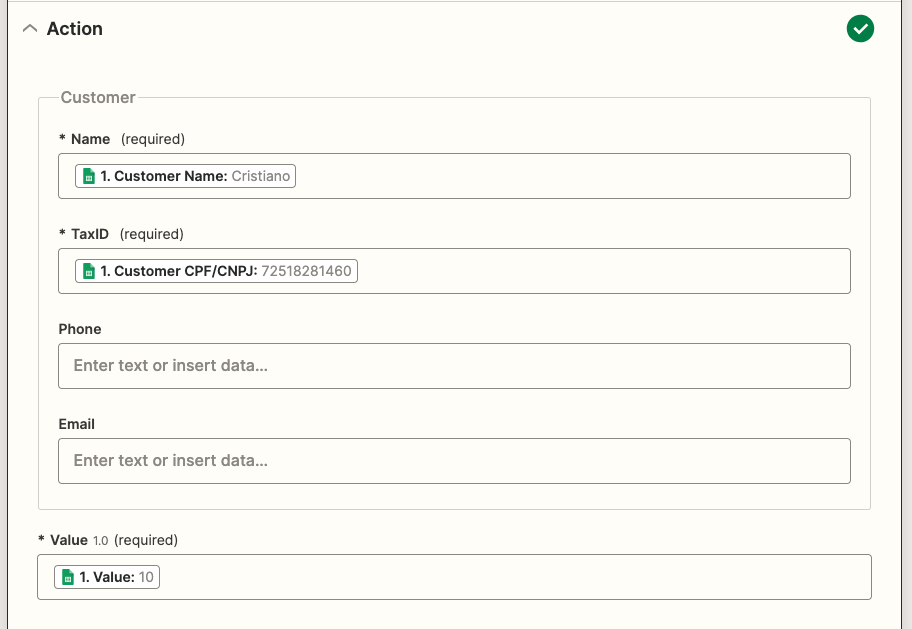 Action
Customer
* Name (required)
1. Customer Name: Cristiano
* TaxID (required)
1. Customer CPF/CNPJ: 72518281460
Phone
Enter text or insert data...
Email
Enter text or insert data...
* Value 1.0 (required)
1. Value: 10